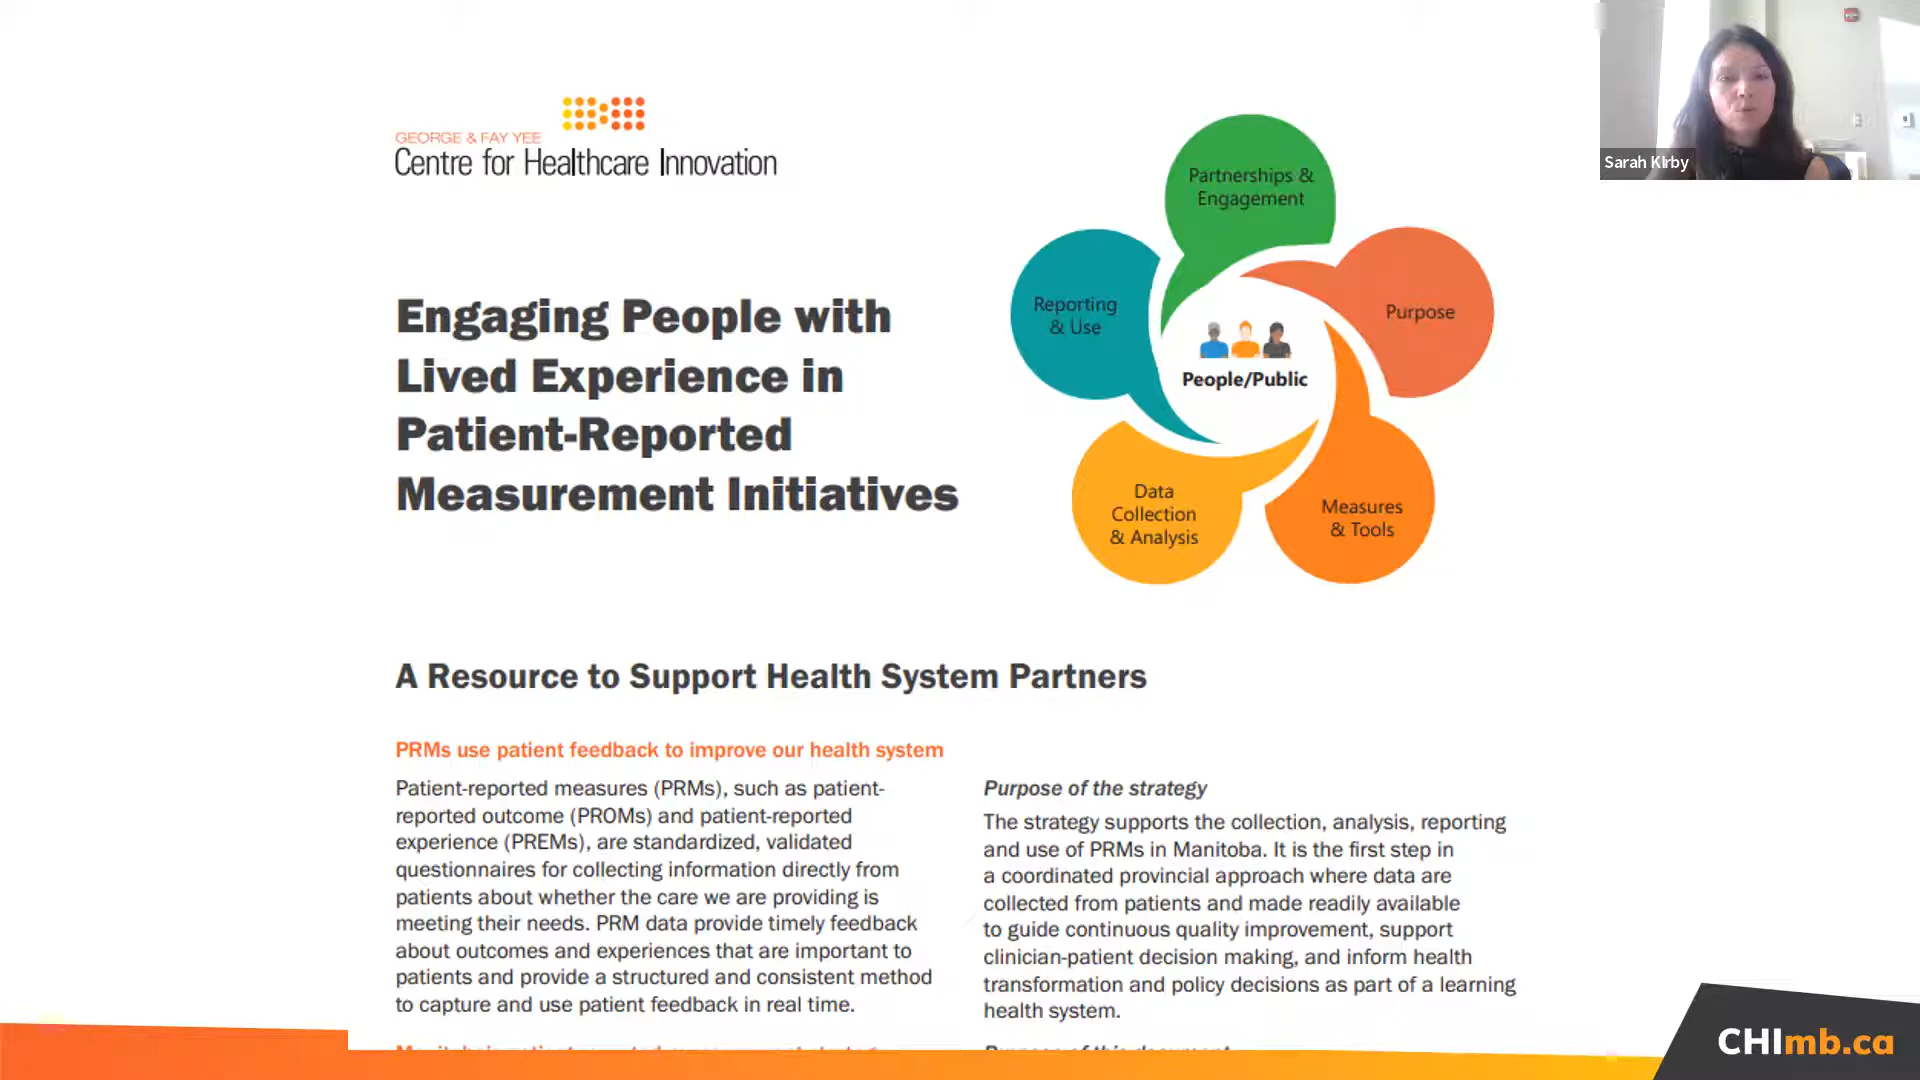 GEORGE & FAY YEE
Centre for Healthcare Innovation
Engaging People with
Lived Experience in
Patient-Reported
Measurement Initiatives
Partnerships &
Engagement
Purpose
Measures
& Tools
Data
Collection
& Analysis
Reporting
& Use
People/Public
Sarah KIrby
A Resource to Support Health System Partners
PRMs use patient feedback to improve our health system
Patient-reported measures (PRMs), such as patient-
reported outcome (PROMs) and patient-reported
experience (PREMs), are standardized, validated
questionnaires for collecting information directly from
patients about whether the care we are providing is
meeting their needs. PRM data provide timely feedback
about outcomes and experiences that are important to
patients and provide a structured and consistent method
to capture and use patient feedback in real time.
Purpose of the strategy
The strategy supports the collection, analysis, reporting
and use of PRMs in Manitoba. It is the first step in
a coordinated provincial approach where data are
collected from patients and made readily available
to guide continuous quality improvement, support
clinician-patient decision making, and inform health
transformation and policy decisions as part of a learning
health system.
Purpose of this document
CHImb.ca